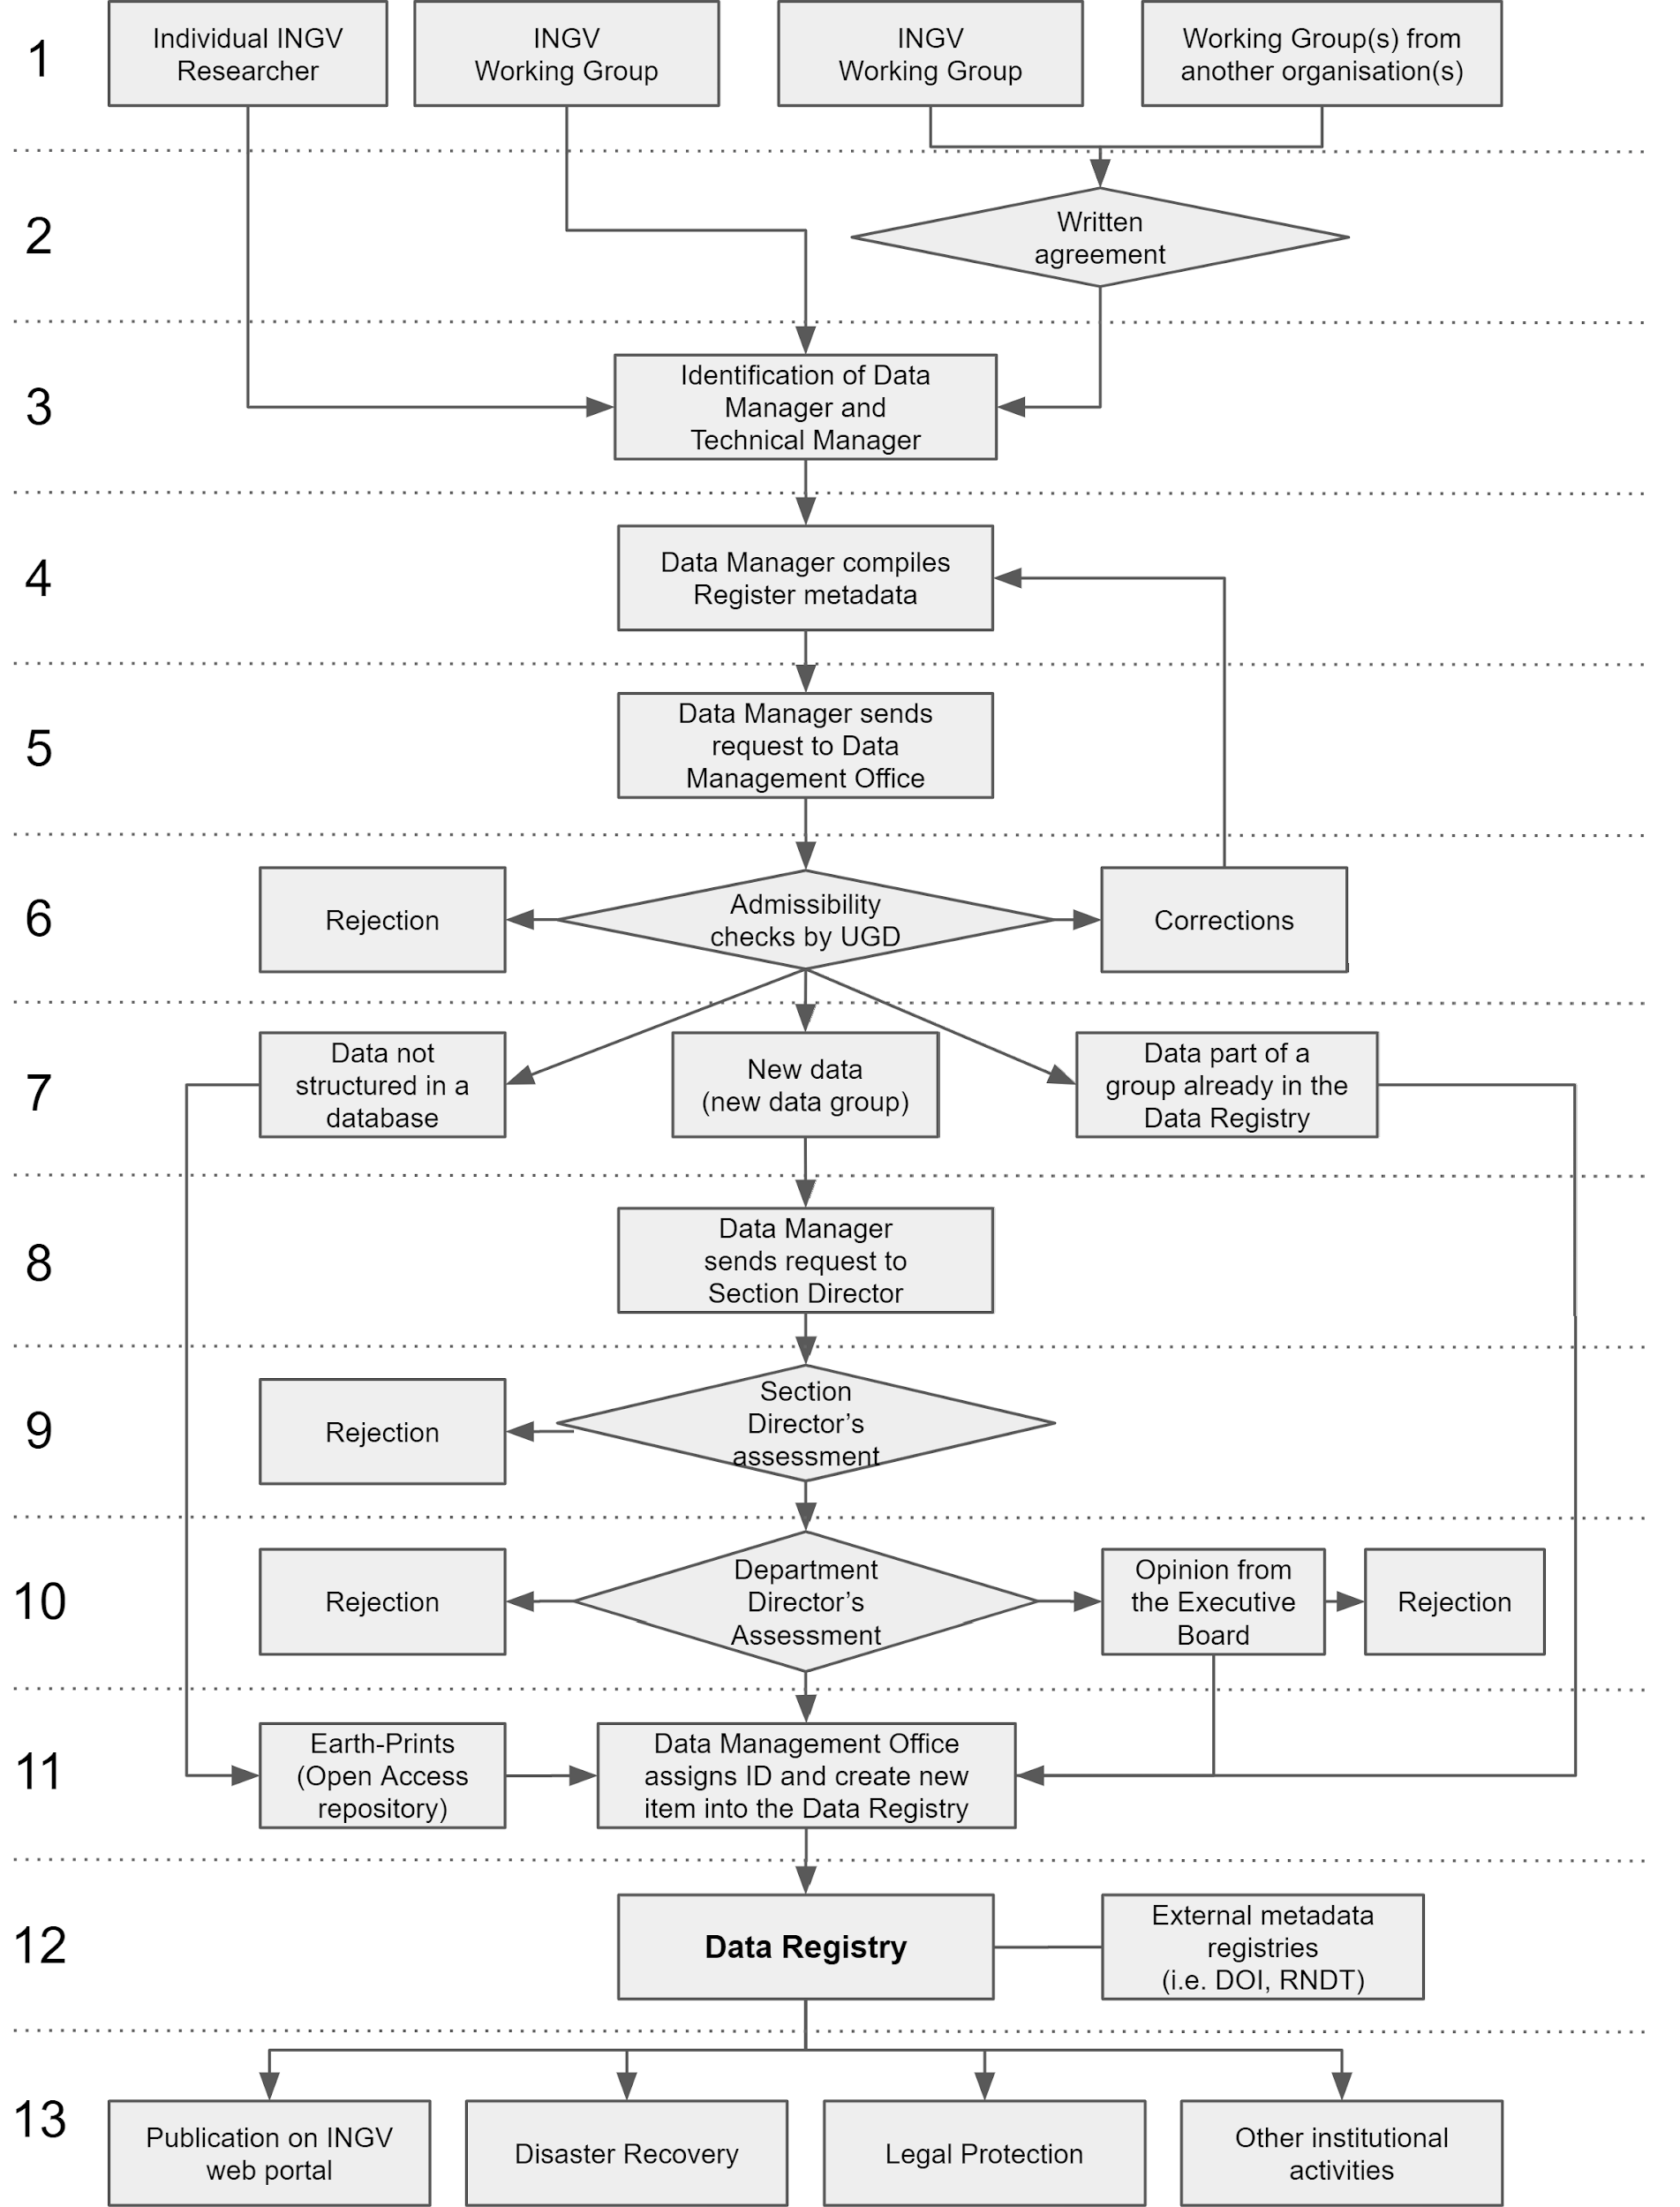 1
Individual INGV
Researcher
INGV
Working Group
INGV
Working Group
Working Group(s) from
another organisation(s)
2
Written
agreement
3
Identification of Data
Manager and
Technical Manager
4
Data Manager compiles
Register metadata
5
Data Manager sends
request to Data
Management Office
6
Rejection
Admissibility
checks by UGD
Corrections
7
Data not
structured in a
database
New data
(new data group)
Data part of a
group already in the
Data Registry
8
Data Manager
sends request to
Section Director
9
Rejection
Section
Director’s
assessment
10
Rejection
Department
Director’s
Assessment
Opinion from
the Executive
Board
Rejection
11
Earth-Prints
(Open Access
repository)
Data Management Office
assigns ID and create new
item into the Data Registry
12
Data Registry
External metadata
registries
(i.e. DOI, RNDT)
13
Publication on INGV
web portal
Disaster Recovery
Legal Protection
Other institutional
activities